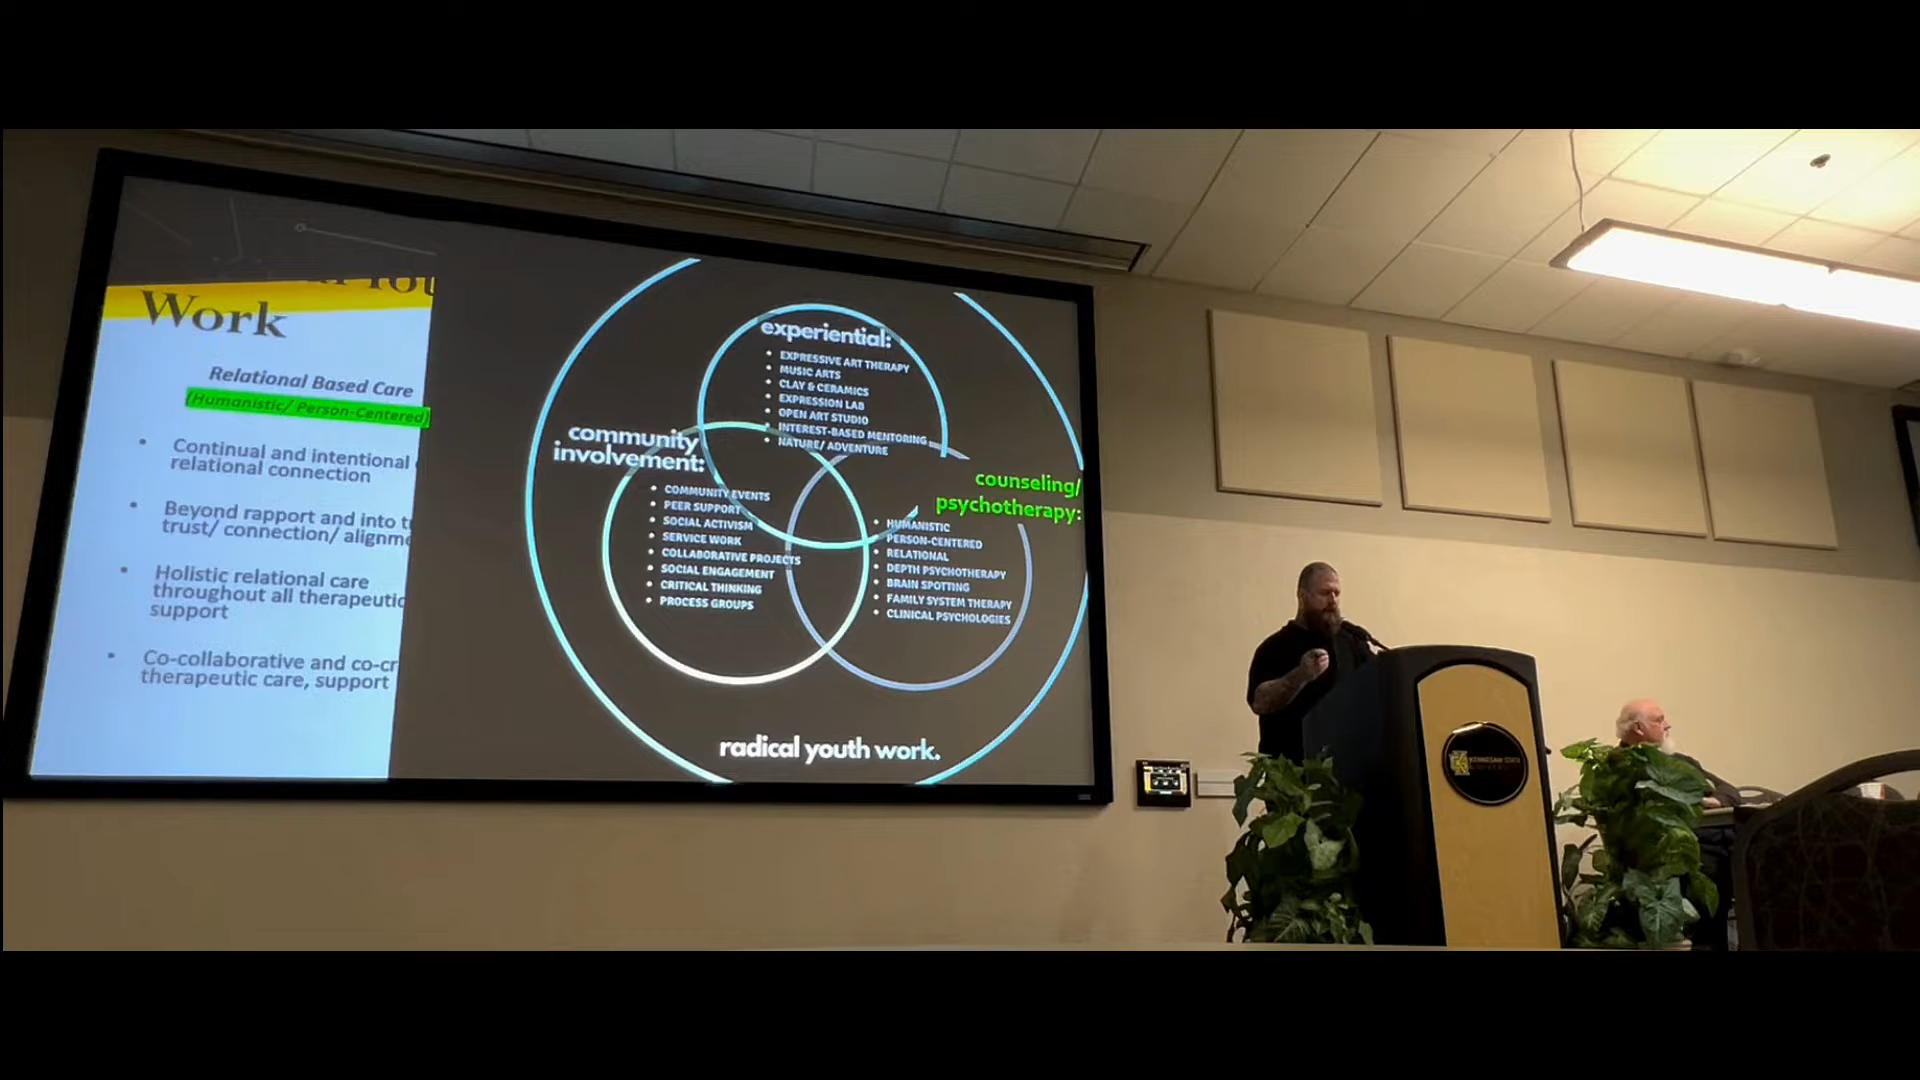 Work
Relational Based Care
(Humanistic/ Person-Centered)
• Continual and intentional
relational connection
• Beyond rapport and into
trust/ connection/
• Holistic relational care
throughout all therapeutic
support
• Co-collaborative and
therapeutic care, support
experiential:
• EXPRESSIVE ART THERAPY
• MUSIC ARTS
• CLAY & CERAMICS
• EXPRESSION LAB
• OPEN ART STUDIO
• INTEREST-BASED MENTORING
• NATURE/ ADVENTURE
community
involvement:
• COMMUNITY EVENTS
• PEER SUPPORT
• SOCIAL ACTIVISM
• SERVICE WORK
• COLLABORATIVE PROJECTS
• SOCIAL ENGAGEMENT
• CRITICAL THINKING
• PROCESS GROUPS
counseling/
psychotherapy:
• HUMANISTIC
• PERSON-CENTERED
• RELATIONAL
• DEPTH PSYCHOTHERAPY
• BRAIN SPOTTING
• FAMILY SYSTEM THERAPY
• CLINICAL PSYCHOLOGIES
radical youth work.
KENNESAW STATE